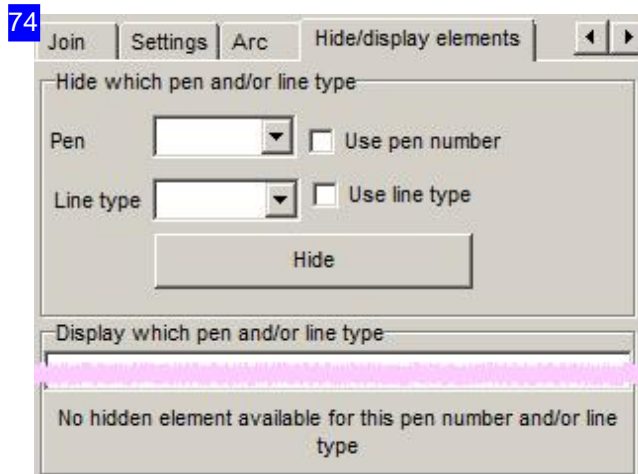 74
Join Settings Arc Hide/display elements
Hide which pen and/or line type
Pen Use pen number
Line type Use line type
Hide
Display which pen and/or line type
No hidden element available for this pen number and/or line
type